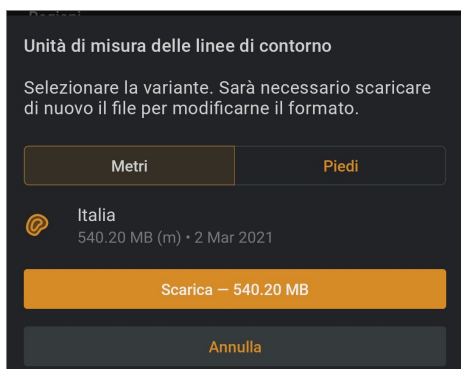 Regioni
Unità di misura delle linee di contorno
Selezionare la variante. Sarà necessario scaricare
di nuovo il file per modificarne il formato.
Metri
Piedi
Italia
540.20 MB (m) • 2 Mar 2021
Scarica — 540.20 MB
Annulla